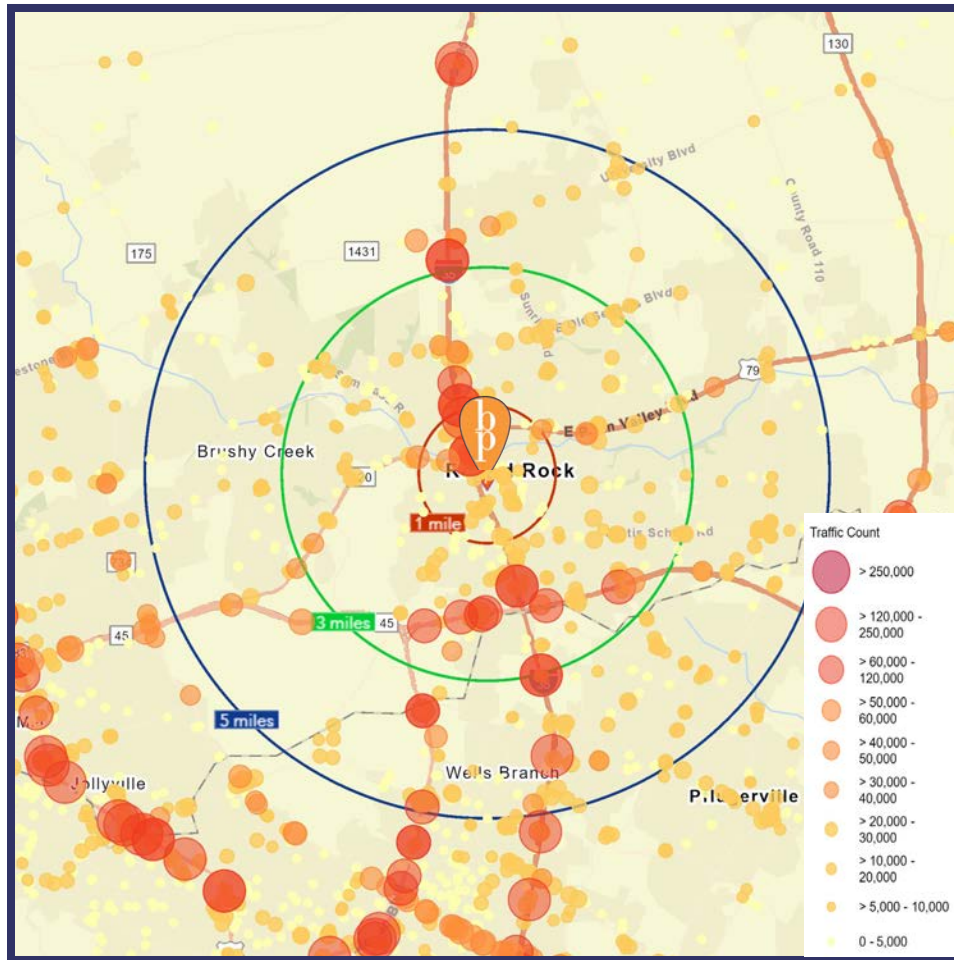 130
University Blvd
County Road 110
175
1431
E Old Settlers Blvd
79
b
p
Brushy Creek
Round Rock
1 mile
45
3 miles
45
5 miles
Jollyville
Wells Branch
Pflugerville
Traffic Count
> 250,000
> 120,000 -
250,000
> 60,000 -
120,000
> 50,000 -
60,000
> 40,000 -
50,000
> 30,000 -
40,000
> 20,000 -
30,000
> 10,000 -
20,000
> 5,000 - 10,000
0 - 5,000